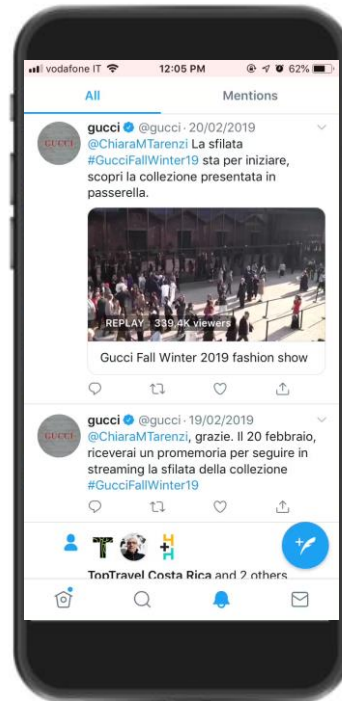 vodafone IT 12:05 PM 62%
All Mentions
gucci @gucci · 20/02/2019
@ChiaraMTarenzi La sfilata
#GucciFallWinter19 sta per iniziare,
scopri la collezione presentata in
passerella.
GUCCI
REPLAY 339.4K viewers
Gucci Fall Winter 2019 fashion show
gucci @gucci · 19/02/2019
@ChiaraMTarenzi, grazie. Il 20 febbraio,
riceverai un promemoria per seguire in
streaming la sfilata della collezione
#GucciFallWinter19
GUCCI
TopTravel Costa Rica and 2 others